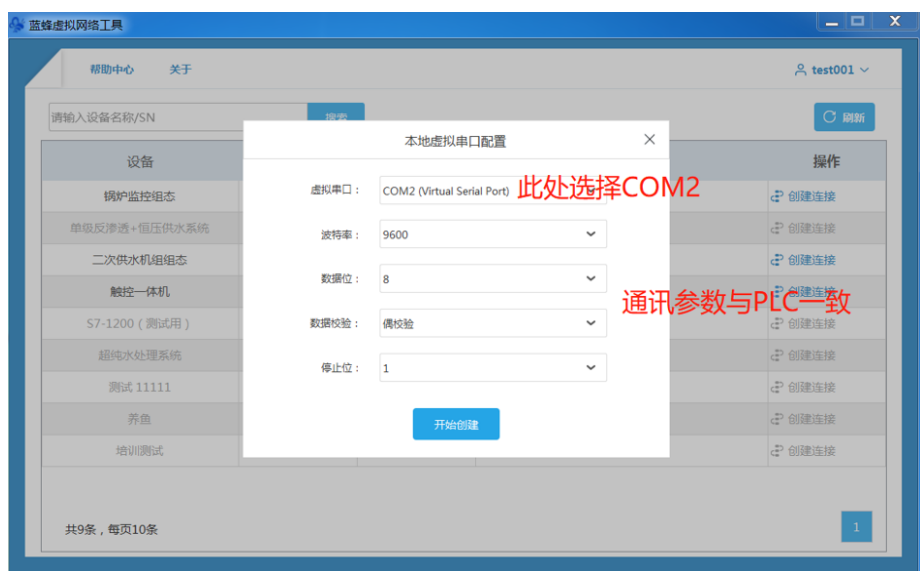 蓝蜂虚拟网络工具
帮助中心 关于 test001
请输入设备名称/SN 搜索 刷新
本地虚拟串口配置
设备 操作
虚拟串口： COM2 (Virtual Serial Port) 此处选择COM2
锅炉监控组态 创建连接
单级反渗透+恒压供水系统 创建连接
波特率： 9600
二次供水机组组态 创建连接
数据位： 8
触控一体机 创建连接
通讯参数与PLC一致
S7-1200（测试用） 创建连接
数据校验： 偶校验
超纯水处理系统 创建连接
停止位： 1
测试 11111 创建连接
养鱼 创建连接
开始创建
培训测试 创建连接
共9条，每页10条 1